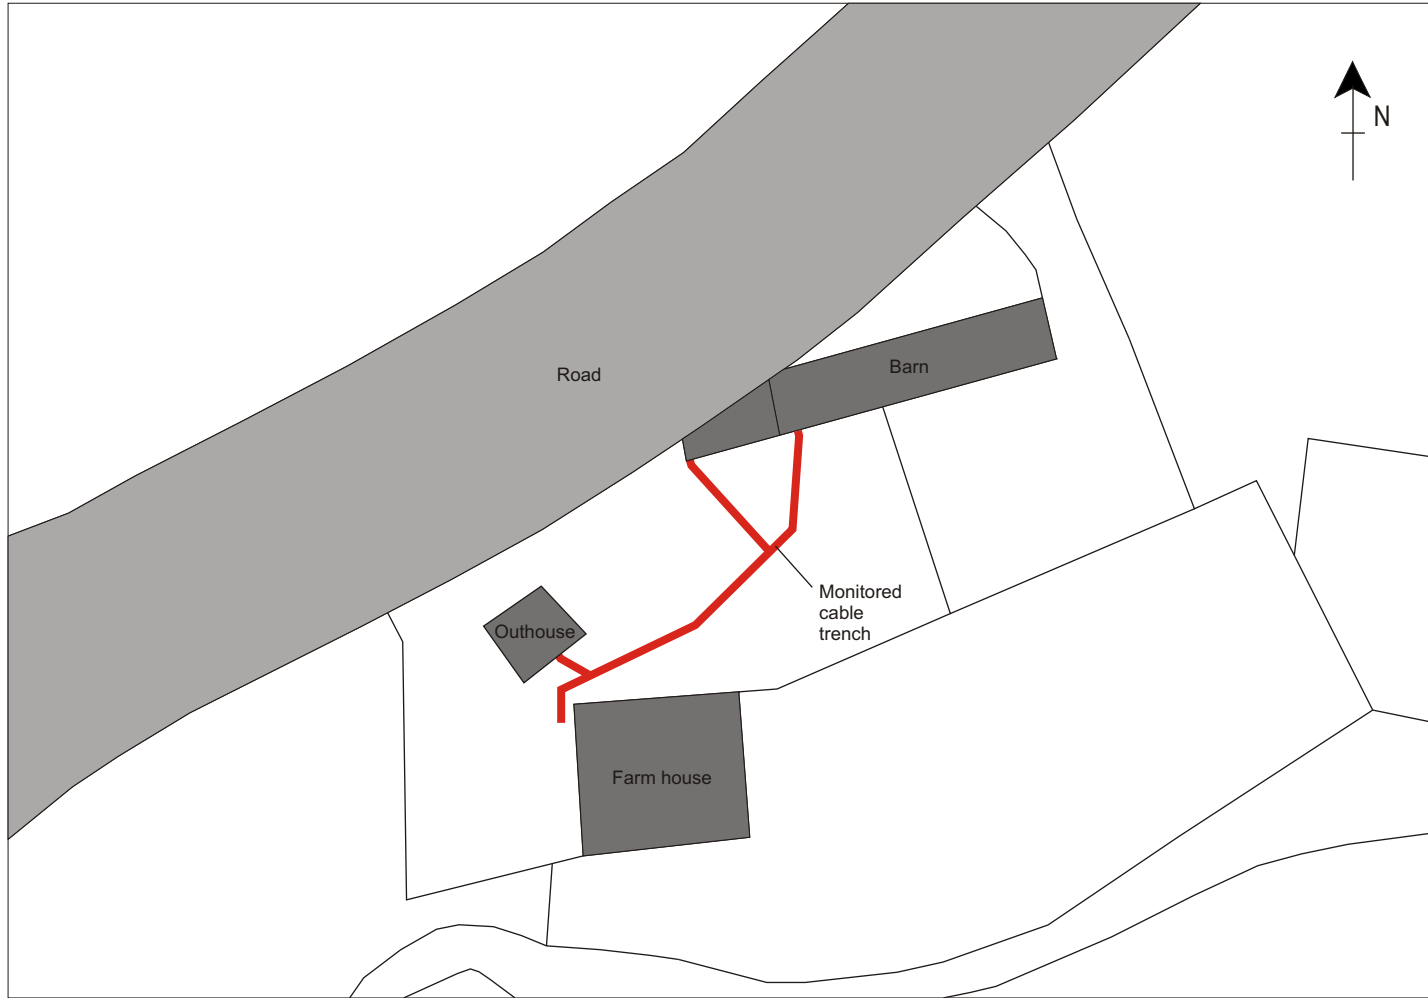 N
Road
Barn
Monitored
cable
trench
Outhouse
Farm house